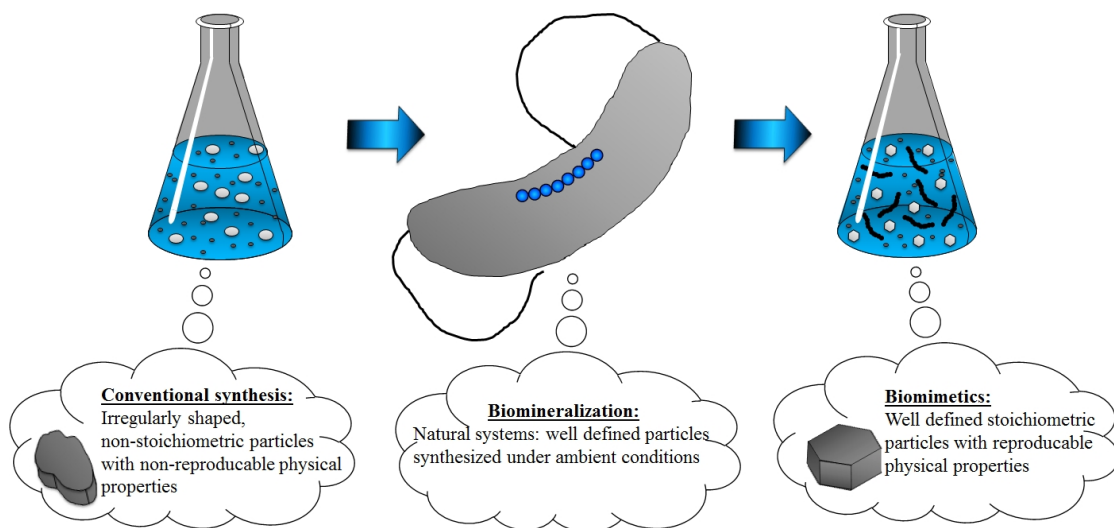 Conventional synthesis:
Irregularly shaped,
non-stoichiometric particles
with non-reproducable physical
properties
Biomineralization:
Natural systems: well defined particles
synthesized under ambient conditions
Biomimetics:
Well defined stoichiometric
particles with reproducable
physical properties